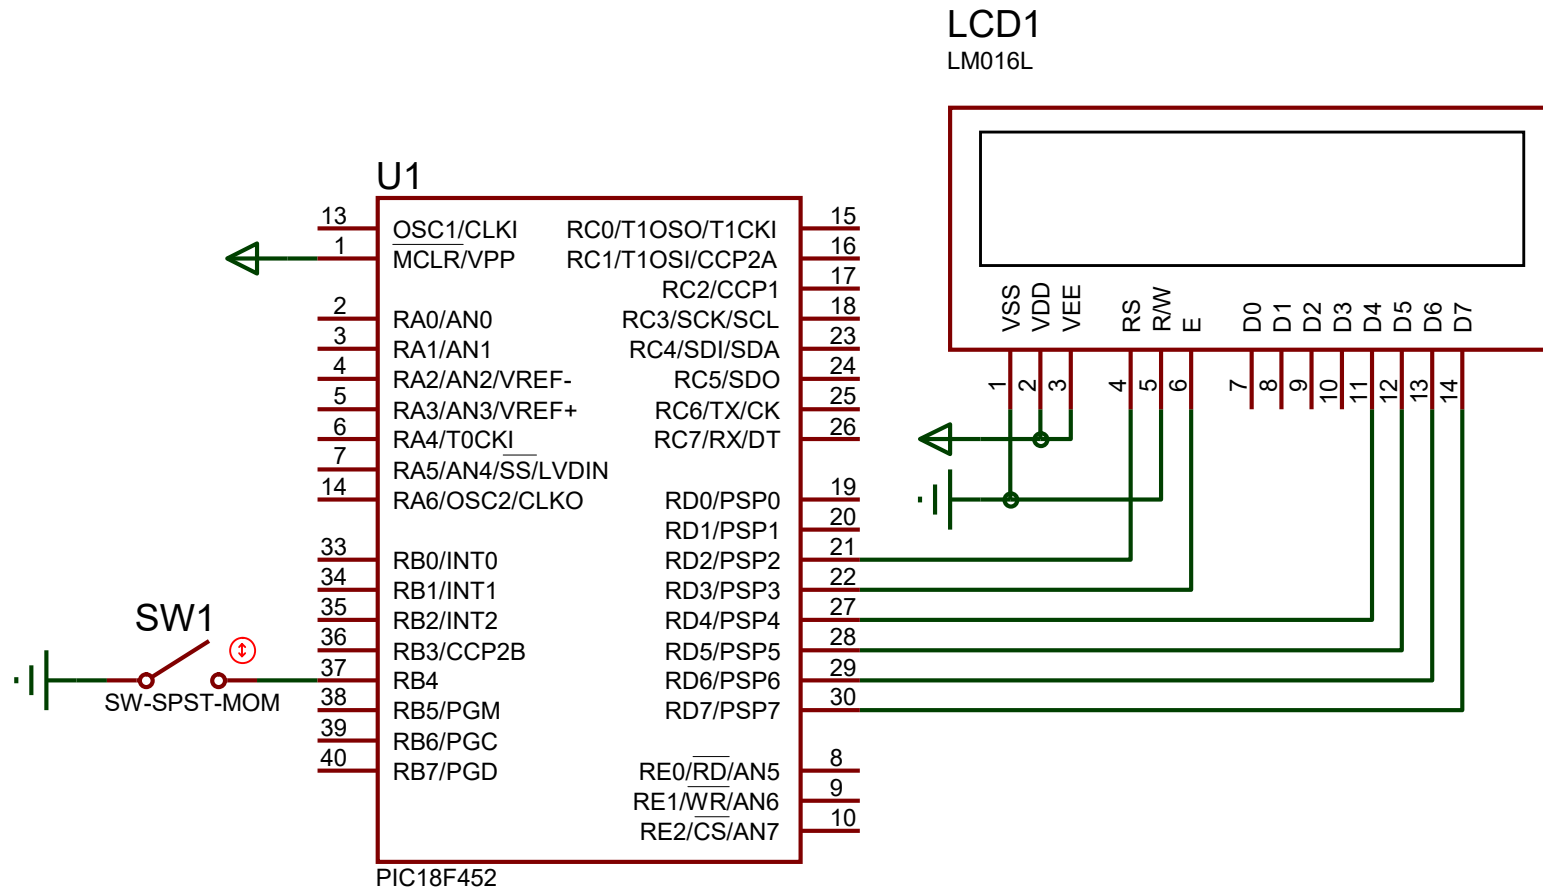 LCD1
LM016L
VSS
VDD
VEE
RS
R/W
E
D0
D1
D2
D3
D4
D5
D6
D7
1
2
3
4
5
6
7
8
9
10
11
12
13
14
U1
13 OSC1/CLKI RC0/T1OSO/T1CKI 15
1 MCLR/VPP RC1/T1OSI/CCP2A 16
RC2/CCP1 17
2 RA0/AN0 RC3/SCK/SCL 18
3 RA1/AN1 RC4/SDI/SDA 23
4 RA2/AN2/VREF- RC5/SDO 24
5 RA3/AN3/VREF+ RC6/TX/CK 25
6 RA4/T0CKI RC7/RX/DT 26
7 RA5/AN4/SS/LVDIN
14 RA6/OSC2/CLKO RD0/PSP0 19
RD1/PSP1 20
33 RB0/INT0 RD2/PSP2 21
34 RB1/INT1 RD3/PSP3 22
35 RB2/INT2 RD4/PSP4 27
36 RB3/CCP2B RD5/PSP5 28
37 RB4 RD6/PSP6 29
38 RB5/PGM RD7/PSP7 30
39 RB6/PGC
40 RB7/PGD RE0/RD/AN5 8
RE1/WR/AN6 9
RE2/CS/AN7 10
PIC18F452
SW1
SW-SPST-MOM